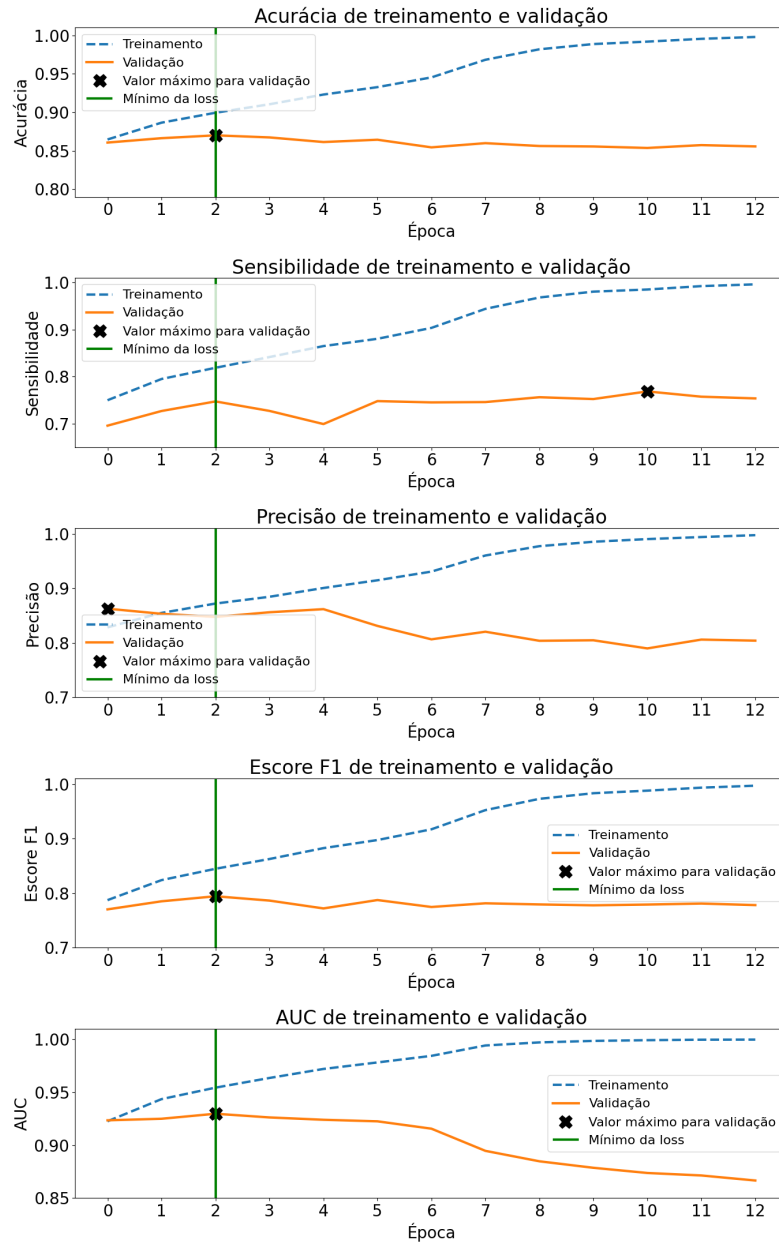 Acurácia de treinamento e validação
1.00
0.95
0.90
0.85
0.80
Acurácia
Treinamento
Validação
Valor máximo para validação
Mínimo da loss
0 1 2 3 4 5 6 7 8 9 10 11 12
Época
Sensibilidade de treinamento e validação
1.0
0.9
0.8
0.7
Sensibilidade
Treinamento
Validação
Valor máximo para validação
Mínimo da loss
0 1 2 3 4 5 6 7 8 9 10 11 12
Época
Precisão de treinamento e validação
1.0
0.9
0.8
0.7
Precisão
Treinamento
Validação
Valor máximo para validação
Mínimo da loss
0 1 2 3 4 5 6 7 8 9 10 11 12
Época
Escore F1 de treinamento e validação
1.0
0.9
0.8
0.7
Escore F1
Treinamento
Validação
Valor máximo para validação
Mínimo da loss
0 1 2 3 4 5 6 7 8 9 10 11 12
Época
AUC de treinamento e validação
1.00
0.95
0.90
0.85
AUC
Treinamento
Validação
Valor máximo para validação
Mínimo da loss
0 1 2 3 4 5 6 7 8 9 10 11 12
Época